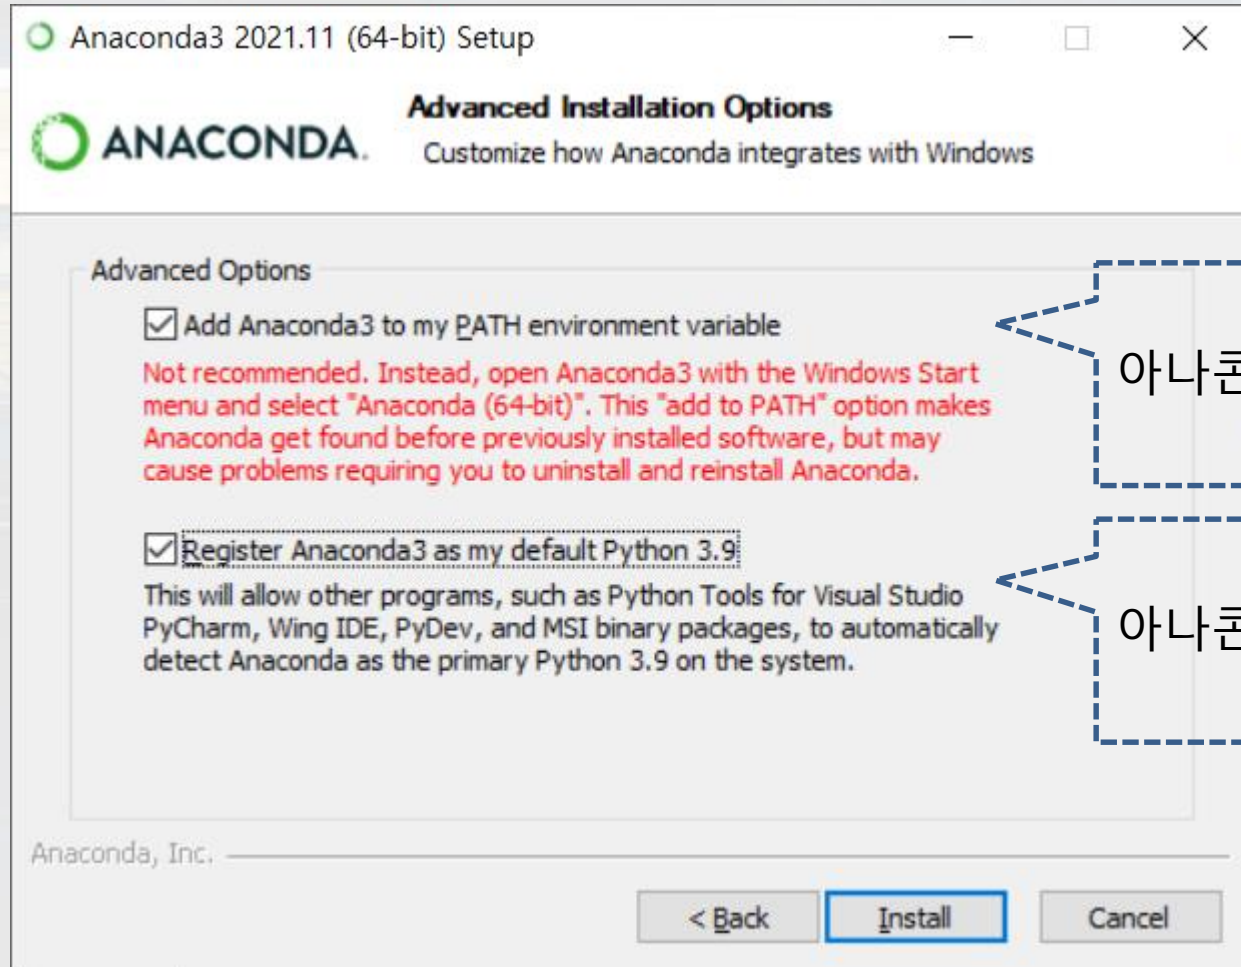 Anaconda3 2021.11 (64-bit) Setup
ANACONDA.
Advanced Installation Options
Customize how Anaconda integrates with Windows
Advanced Options
Add Anaconda3 to my PATH environment variable
Not recommended. Instead, open Anaconda3 with the Windows Start
menu and select "Anaconda (64-bit)". This "add to PATH" option makes
Anaconda get found before previously installed software, but may
cause problems requiring you to uninstall and reinstall Anaconda.
아나
Register Anaconda3 as my default Python 3.9
This will allow other programs, such as Python Tools for Visual Studio
PyCharm, Wing IDE, PyDev, and MSI binary packages, to automatically
detect Anaconda as the primary Python 3.9 on the system.
아나
Anaconda, Inc.
< Back
Install
Cancel